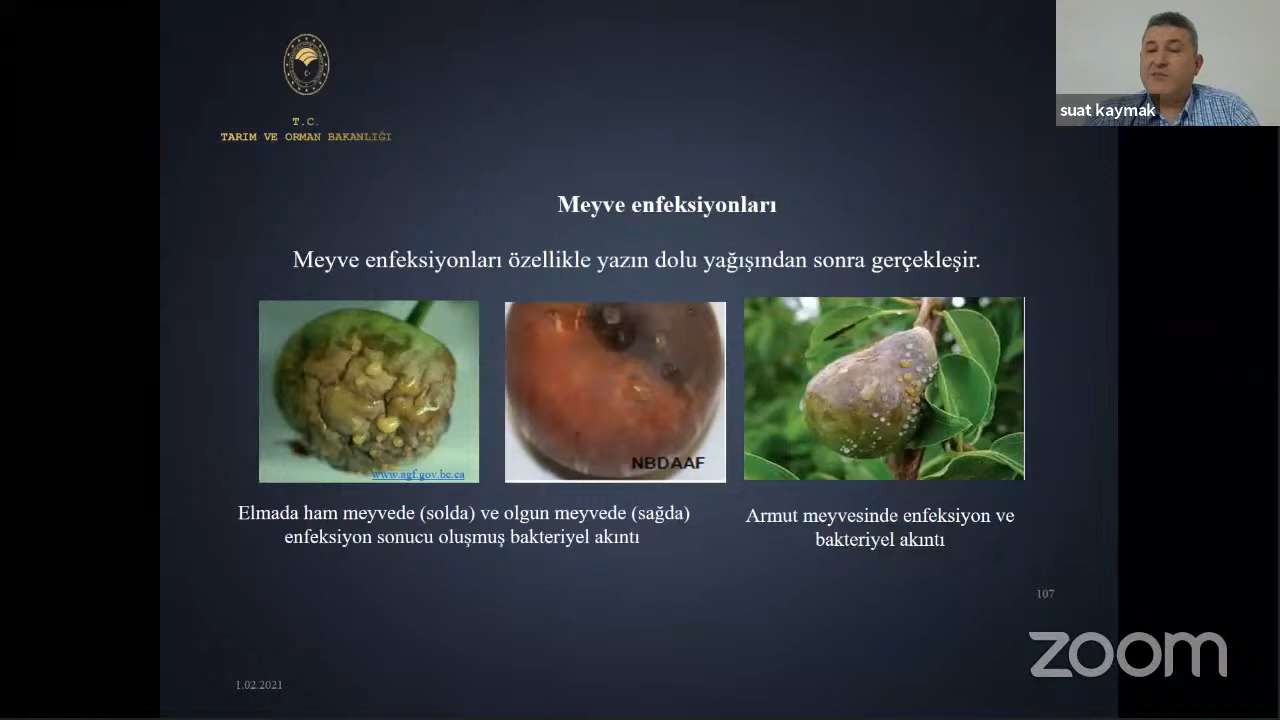 T.C.
TARIM VE ORMAN BAKANLIĞI
suat kaymak
Meyve enfeksiyonları
Meyve enfeksiyonları özellikle yazın dolu yağışından sonra gerçekleşir.
www.agf.gov.bc.ca
NBDAAF
Elmada ham meyvede (solda) ve olgun meyvede (sağda)
enfeksiyon sonucu oluşmuş bakteriyel akıntı
Armut meyvesinde enfeksiyon ve
bakteriyel akıntı
107
zoom
1.02.2021